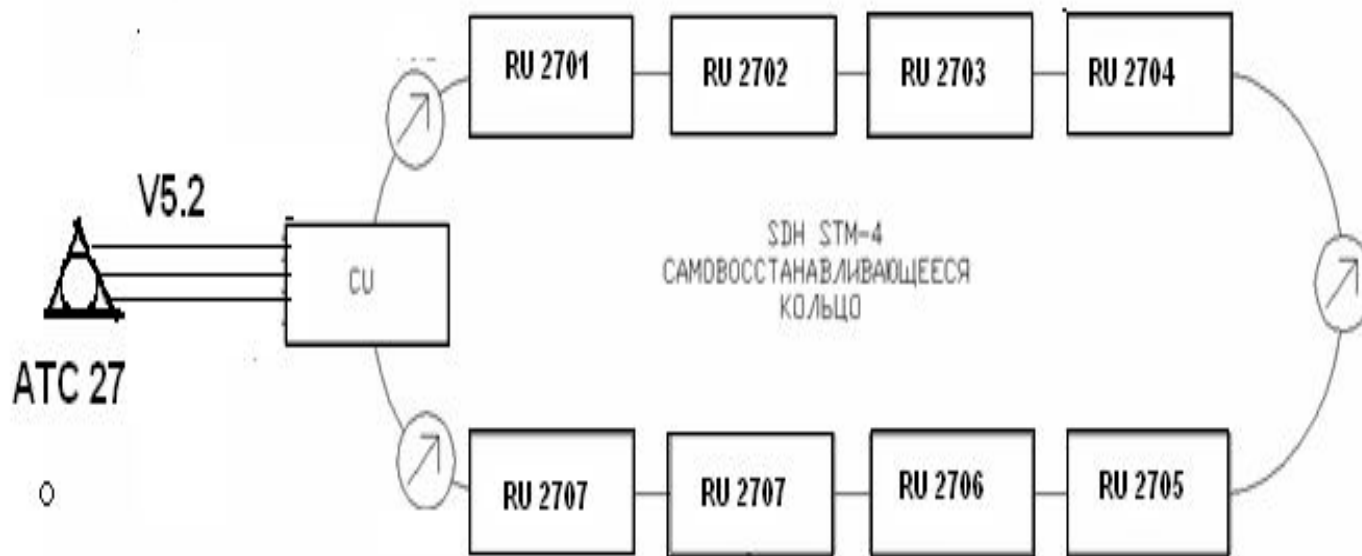 RU 2701
RU 2702
RU 2703
RU 2704
V5.2
CU
SDH STM-4
САМОВОССТАНАВЛИВАЮЩЕЕСЯ
КОЛЬЦО
АТС 27
RU 2707
RU 2707
RU 2706
RU 2705